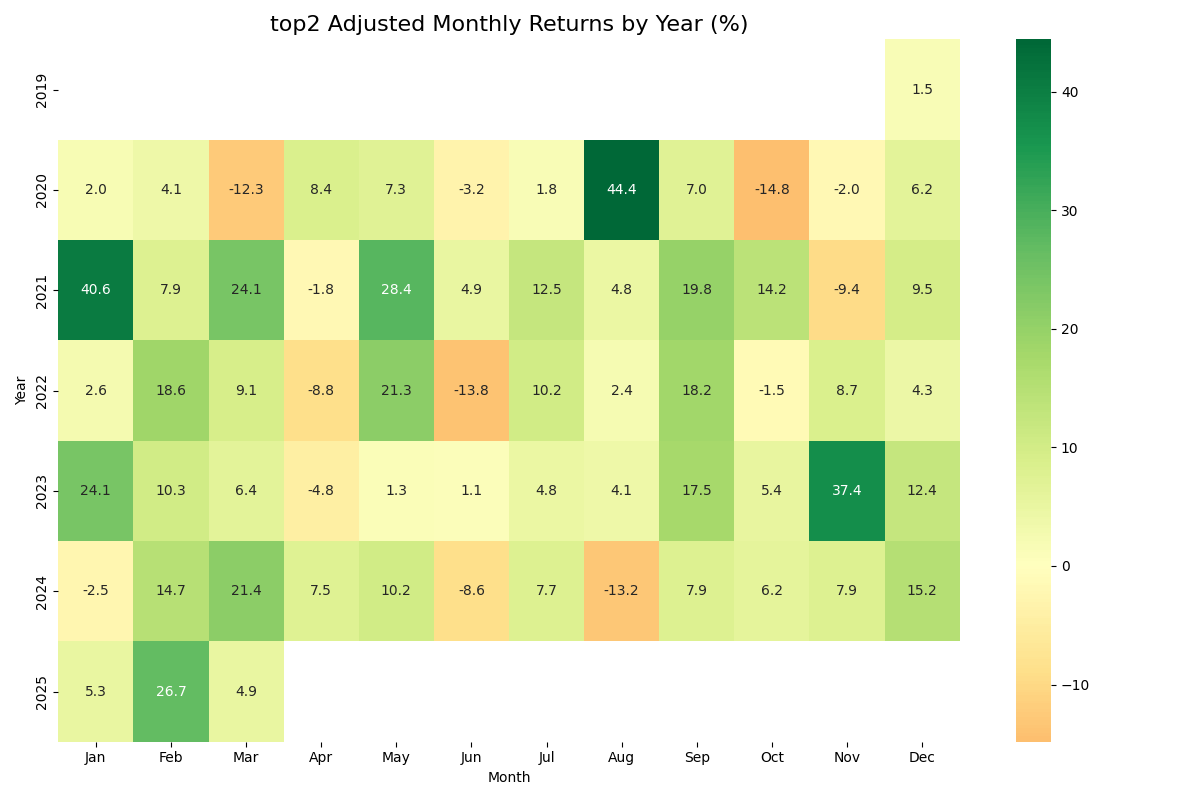 top2 Adjusted Monthly Returns by Year (%)
2019 1.5
2020 2.0 4.1 -12.3 8.4 7.3 -3.2 1.8 44.4 7.0 -14.8 -2.0 6.2
2021 40.6 7.9 24.1 -1.8 28.4 4.9 12.5 4.8 19.8 14.2 -9.4 9.5
2022 2.6 18.6 9.1 -8.8 21.3 -13.8 10.2 2.4 18.2 -1.5 8.7 4.3
2023 24.1 10.3 6.4 -4.8 1.3 1.1 4.8 4.1 17.5 5.4 37.4 12.4
2024 -2.5 14.7 21.4 7.5 10.2 -8.6 7.7 -13.2 7.9 6.2 7.9 15.2
2025 5.3 26.7 4.9
Year
Jan Feb Mar Apr May Jun Jul Aug Sep Oct Nov Dec
Month
40
30
20
10
0
−10